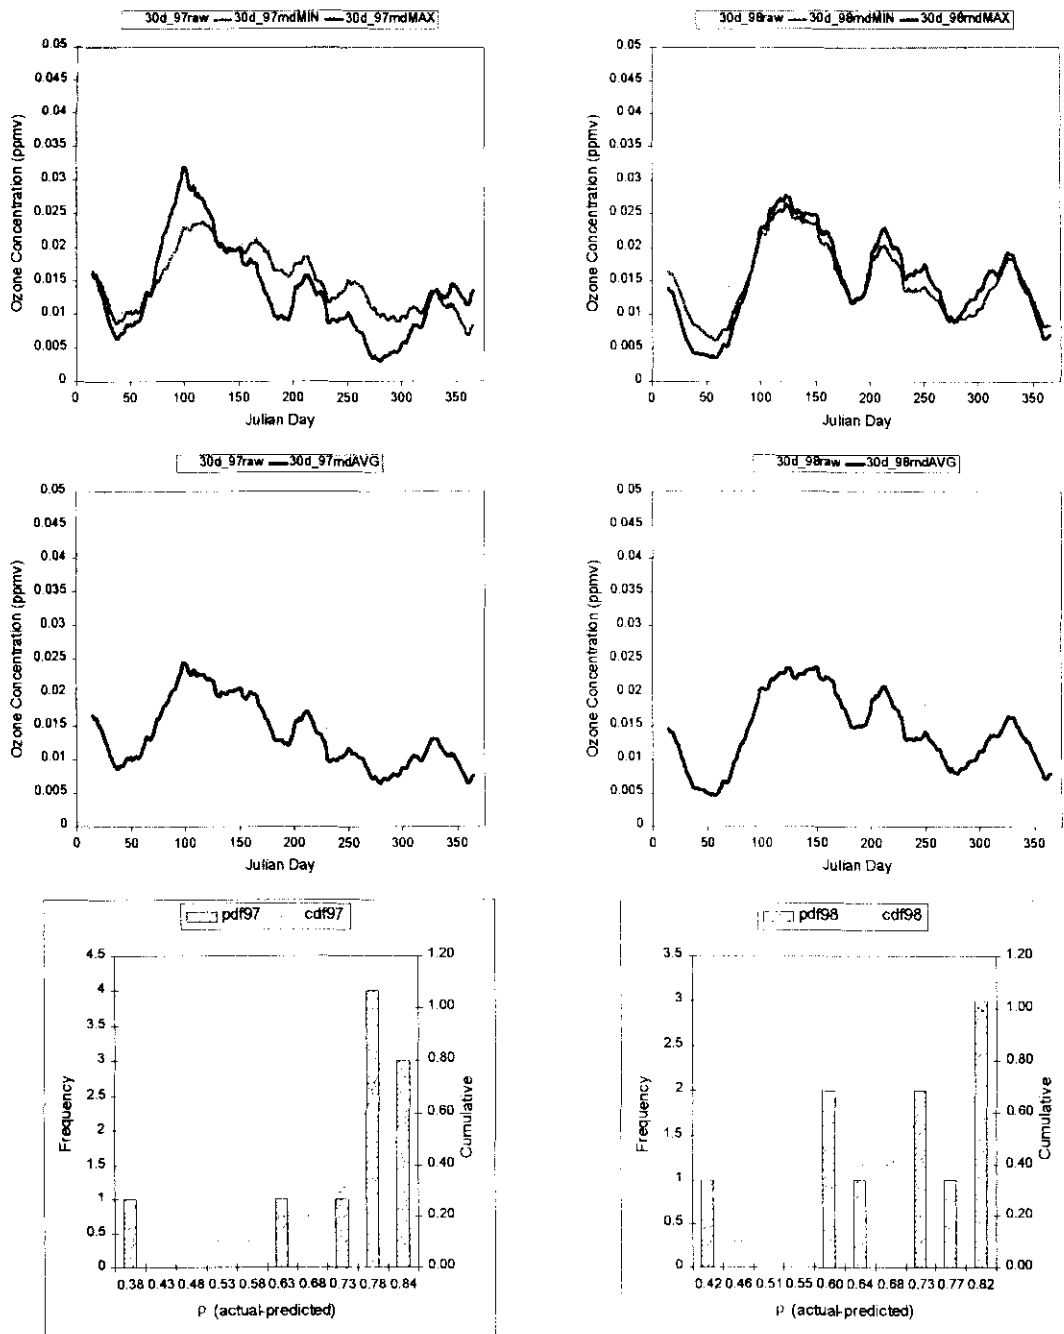 30d_97raw 30d_97rndMIN 30d_97rndMAX
0.05
0.045
0.04
0.035
0.03
0.025
0.02
0.015
0.01
0.005
0
Ozone Concentration (ppmv)
0 50 100 150 200 250 300 350
Julian Day
30d_98raw 30d_98rndMIN 30d_98rndMAX
0.05
0.045
0.04
0.035
0.03
0.025
0.02
0.015
0.01
0.005
0
Ozone Concentration (ppmv)
0 50 100 150 200 250 300 350
Julian Day
30d_97raw 30d_97rndAVG
0.05
0.045
0.04
0.035
0.03
0.025
0.02
0.015
0.01
0.005
0
Ozone Concentration (ppmv)
0 50 100 150 200 250 300 350
Julian Day
30d_98raw 30d_98rndAVG
0.05
0.045
0.04
0.035
0.03
0.025
0.02
0.015
0.01
0.005
0
Ozone Concentration (ppmv)
0 50 100 150 200 250 300 350
Julian Day
pdf97 cdf97
4.5
4
3.5
3
2.5
2
1.5
1
0.5
0
Frequency
1.20
1.00
0.80
0.60
0.40
0.20
0.00
Cumulative
0.38 0.43 0.48 0.53 0.58 0.63 0.68 0.73 0.78 0.84
ρ (actual-predicted)
pdf98 cdf98
3.5
3
2.5
2
1.5
1
0.5
0
Frequency
1.20
1.00
0.80
0.60
0.40
0.20
0.00
Cumulative
0.42 0.46 0.51 0.55 0.60 0.64 0.68 0.73 0.77 0.82
ρ (actual-predicted)